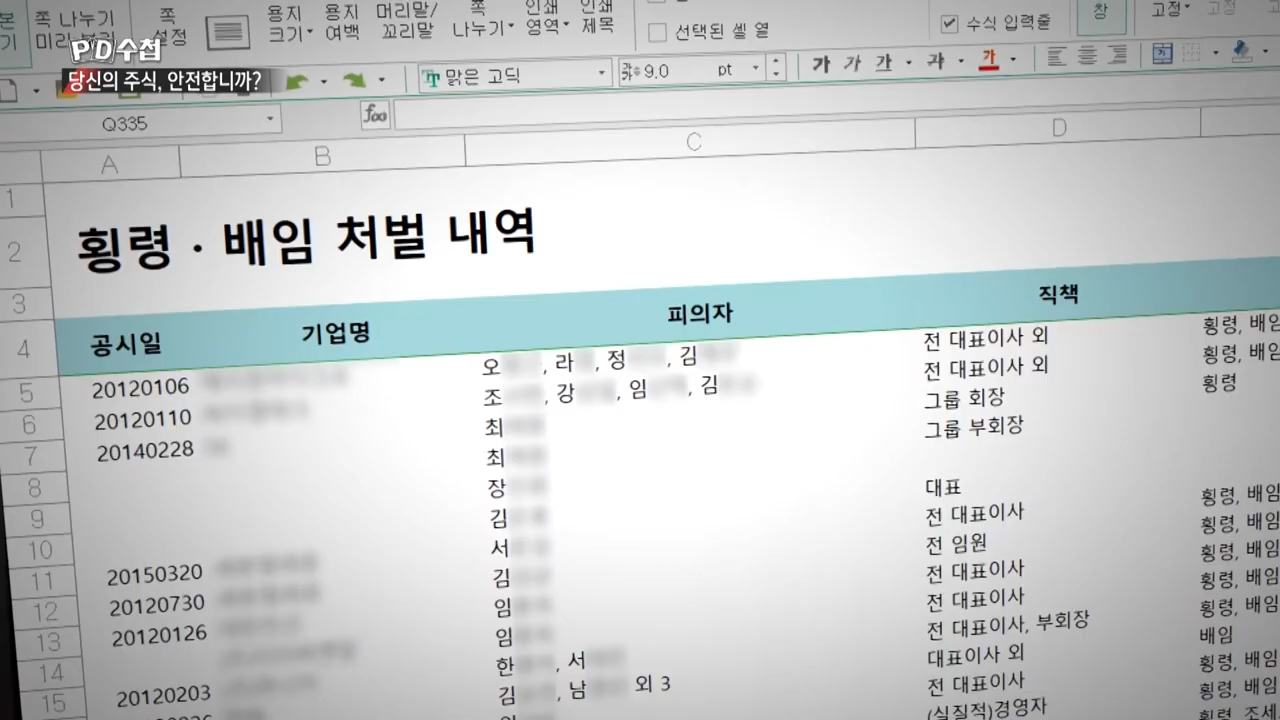 쪽 나누기
미리 보기
쪽
설정
용지
크기
용지
여백
머리말/
꼬리말
쪽
나누기
인쇄
영역
인쇄
제목
선택된 셀 열
수식 입력줄
창
고정
PD수첩
당신의 주식, 안전합니까?
맑은 고딕
9.0 pt
가 가 가 가 가
Q335
A B C D
1
2 횡령 · 배임 처벌 내역
3 공시일 기업명 피의자 직책
4 20120106 오 , 라 , 정 , 김 전 대표이사 외 횡령, 배임
5 20120110 조 , 강 , 임 , 김 전 대표이사 외 횡령, 배임
6 20140228 최 그룹 회장 횡령
7 최 그룹 부회장
8 장
9 김 대표
10 서 전 대표이사 횡령, 배임
11 20150320 김 전 임원 횡령, 배임
12 20120730 임 전 대표이사 횡령, 배임
13 20120126 임 전 대표이사 횡령, 배임
14 한 , 서 전 대표이사, 부회장 횡령, 배임
15 20120203 김 , 남 외 3 대표이사 외 배임
전 대표이사 횡령, 배임
(실질적)경영자 횡령, 배임
횡령, 조세